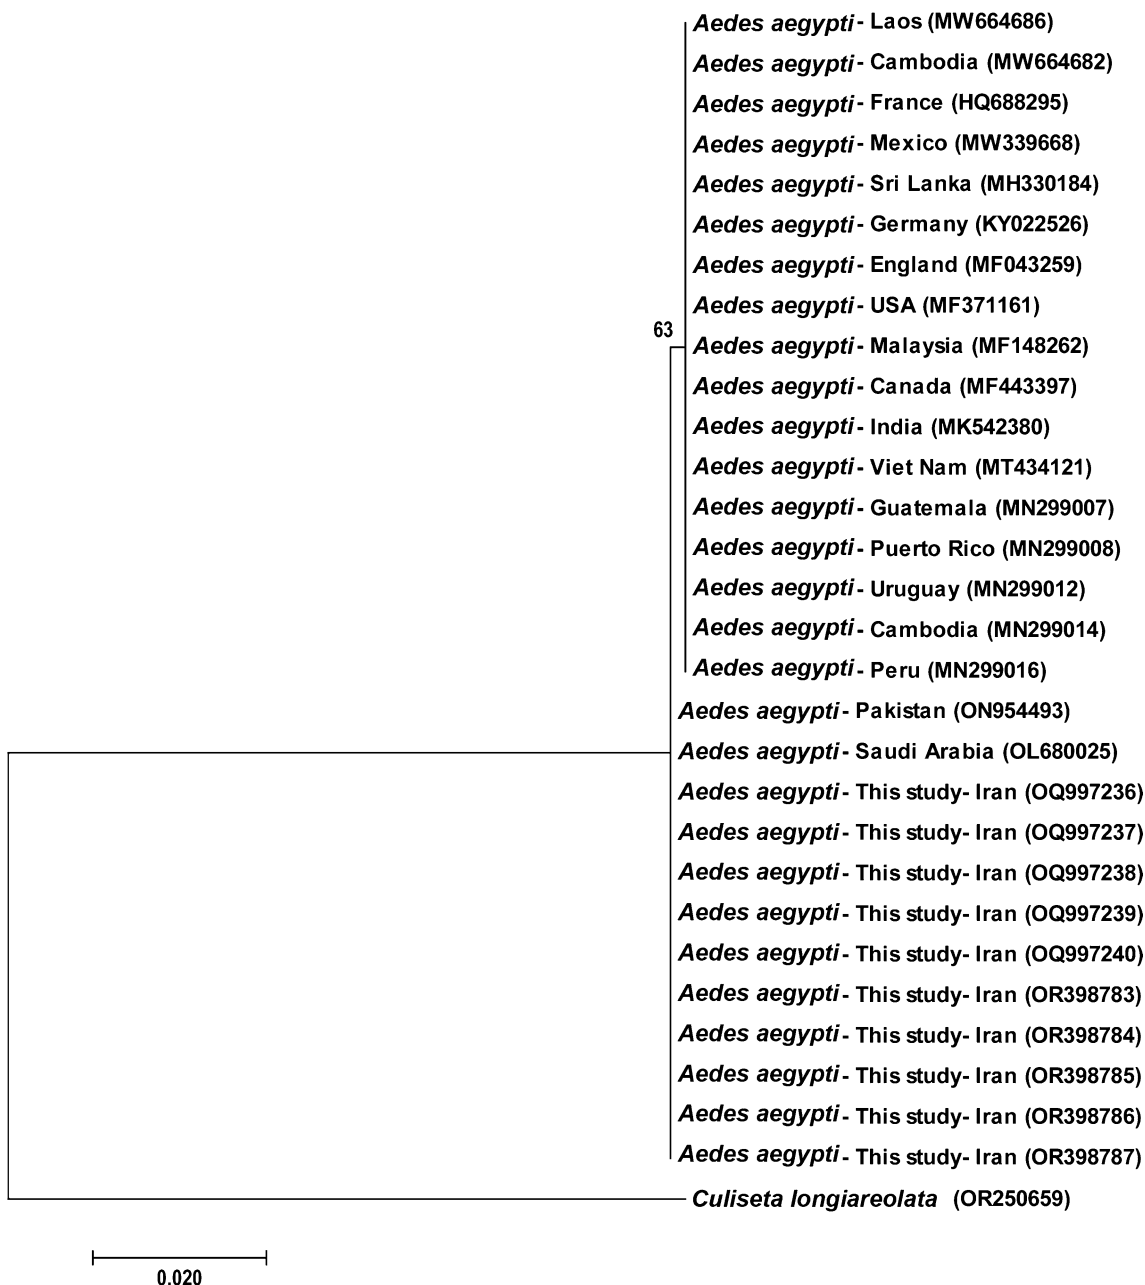 Aedes aegypti- Laos (MW664686)
Aedes aegypti- Cambodia (MW664682)
Aedes aegypti- France (HQ688295)
Aedes aegypti- Mexico (MW339668)
Aedes aegypti- Sri Lanka (MH330184)
Aedes aegypti- Germany (KY022526)
Aedes aegypti- England (MF043259)
Aedes aegypti- USA (MF371161)
63
Aedes aegypti- Malaysia (MF148262)
Aedes aegypti- Canada (MF443397)
Aedes aegypti- India (MK542380)
Aedes aegypti- Viet Nam (MT434121)
Aedes aegypti- Guatemala (MN299007)
Aedes aegypti- Puerto Rico (MN299008)
Aedes aegypti- Uruguay (MN299012)
Aedes aegypti- Cambodia (MN299014)
Aedes aegypti- Peru (MN299016)
Aedes aegypti- Pakistan (ON954493)
Aedes aegypti- Saudi Arabia (OL680025)
Aedes aegypti- This study- Iran (OQ997236)
Aedes aegypti- This study- Iran (OQ997237)
Aedes aegypti- This study- Iran (OQ997238)
Aedes aegypti- This study- Iran (OQ997239)
Aedes aegypti- This study- Iran (OQ997240)
Aedes aegypti- This study- Iran (OR398783)
Aedes aegypti- This study- Iran (OR398784)
Aedes aegypti- This study- Iran (OR398785)
Aedes aegypti- This study- Iran (OR398786)
Aedes aegypti- This study- Iran (OR398787)
Culiseta longiareolata (OR250659)
0.020